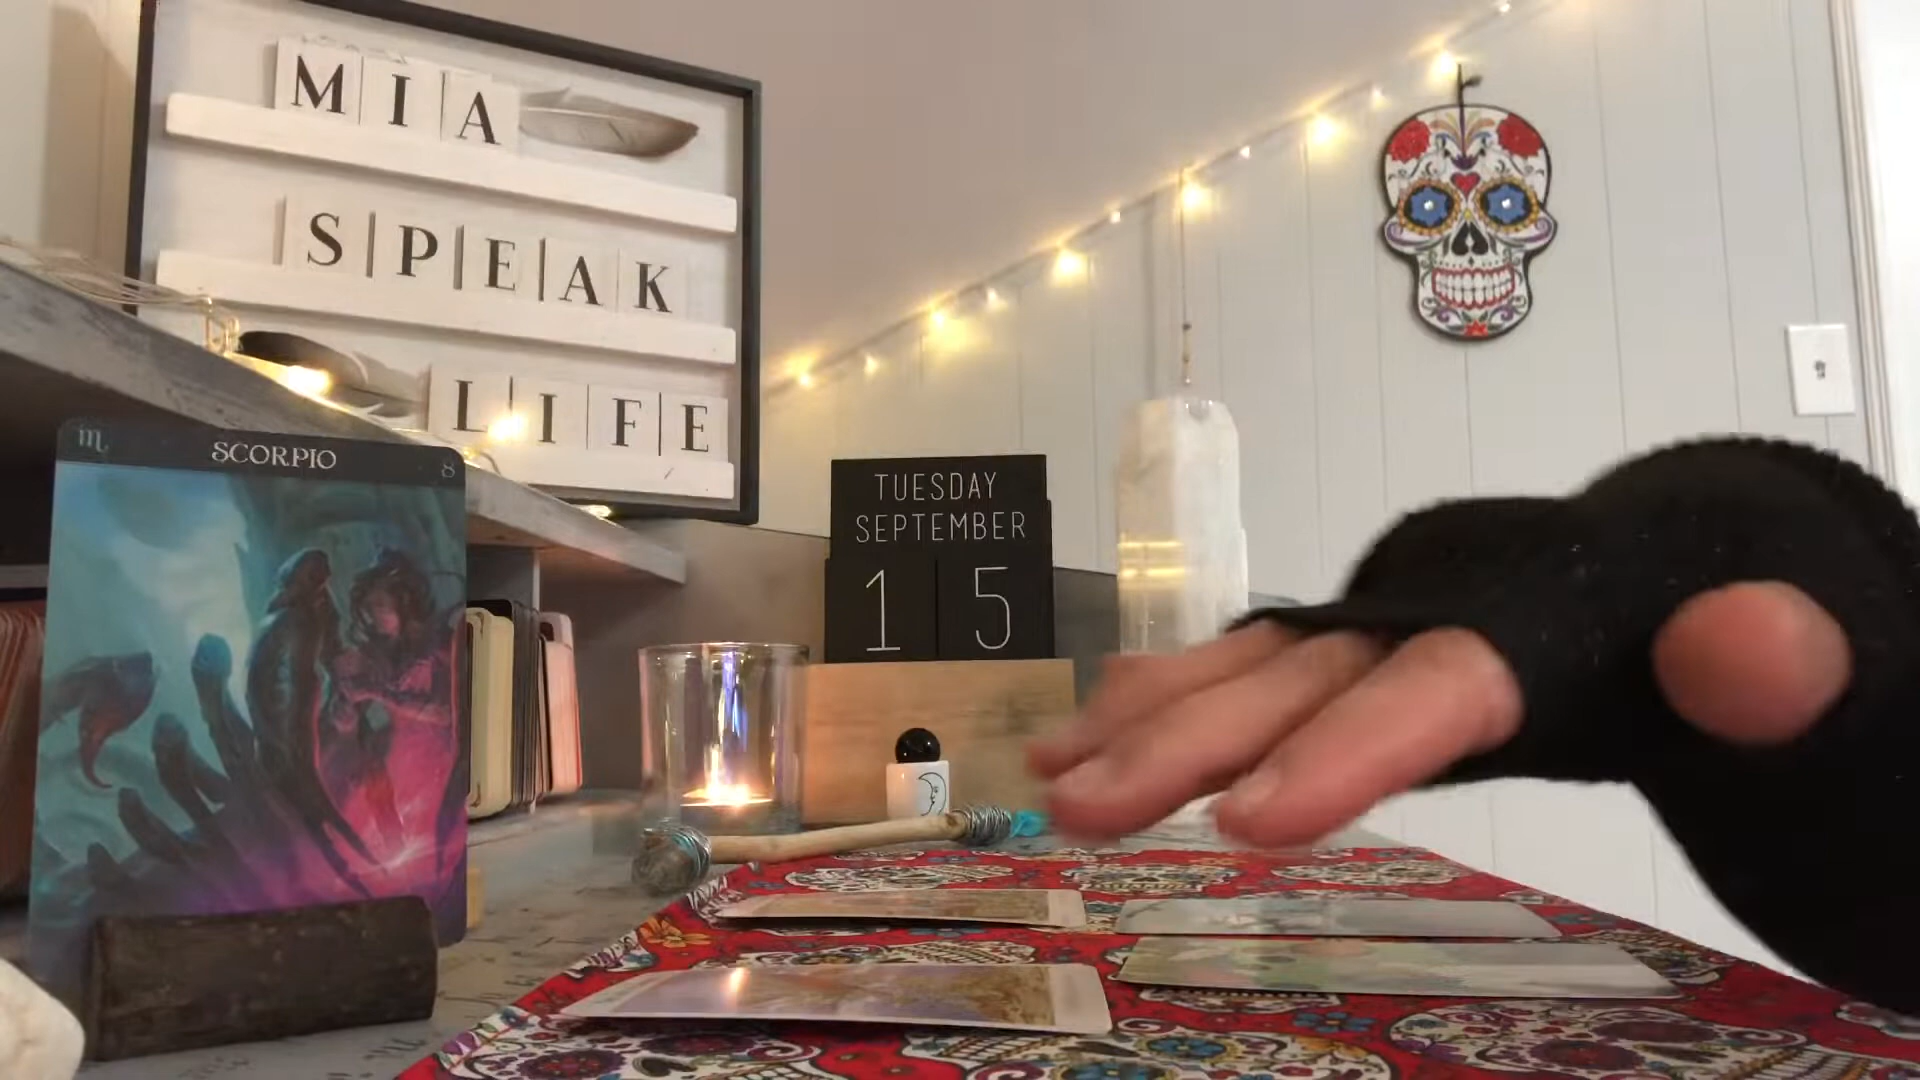 MIA
SPEAK
LIFE
♏ SCORPIO 8
TUESDAY
SEPTEMBER
15